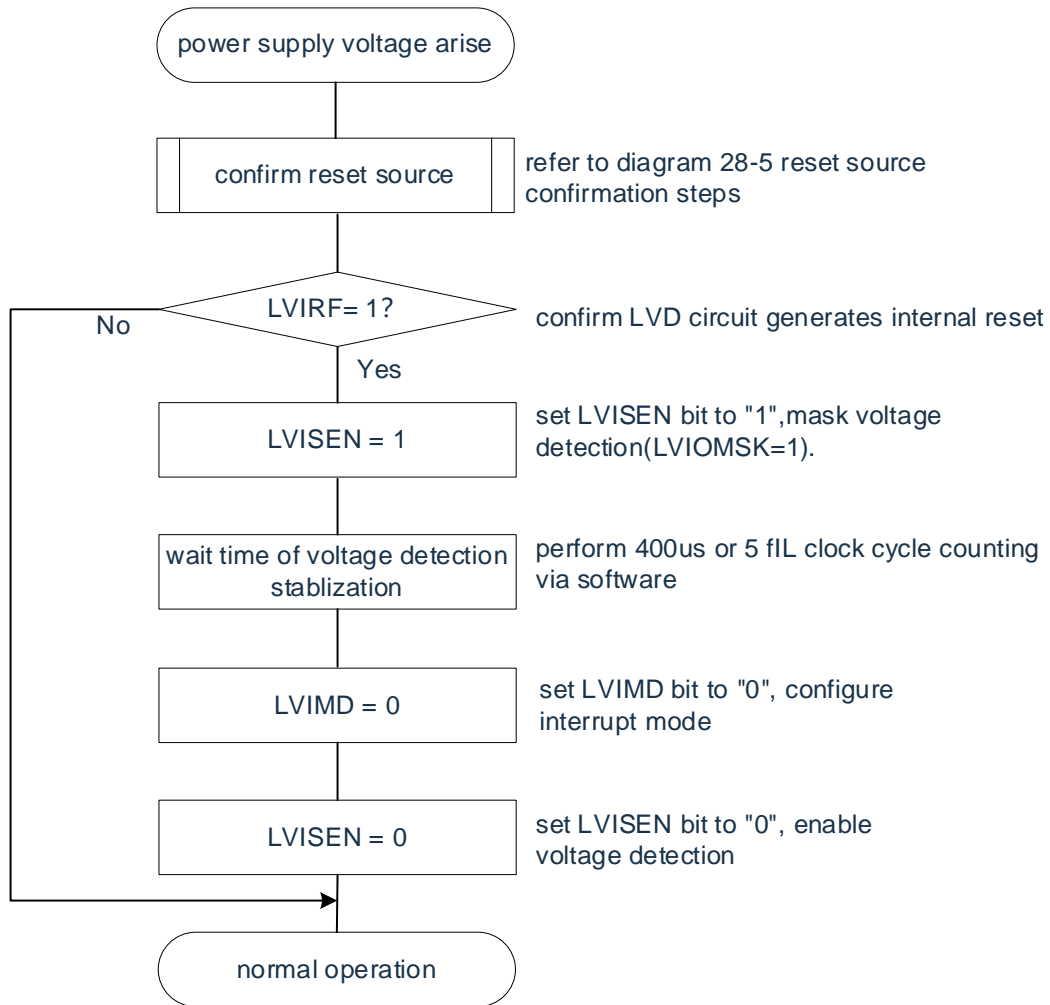 power supply voltage arise
confirm reset source
refer to diagram 28-5 reset source
confirmation steps
LVIRF= 1?
No
confirm LVD circuit generates internal reset
Yes
LVISEN = 1
set LVISEN bit to "1",mask voltage
detection(LVIOMSK=1).
wait time of voltage detection
stablization
perform 400us or 5 fIL clock cycle counting
via software
LVIMD = 0
set LVIMD bit to "0", configure
interrupt mode
LVISEN = 0
set LVISEN bit to "0", enable
voltage detection
normal operation